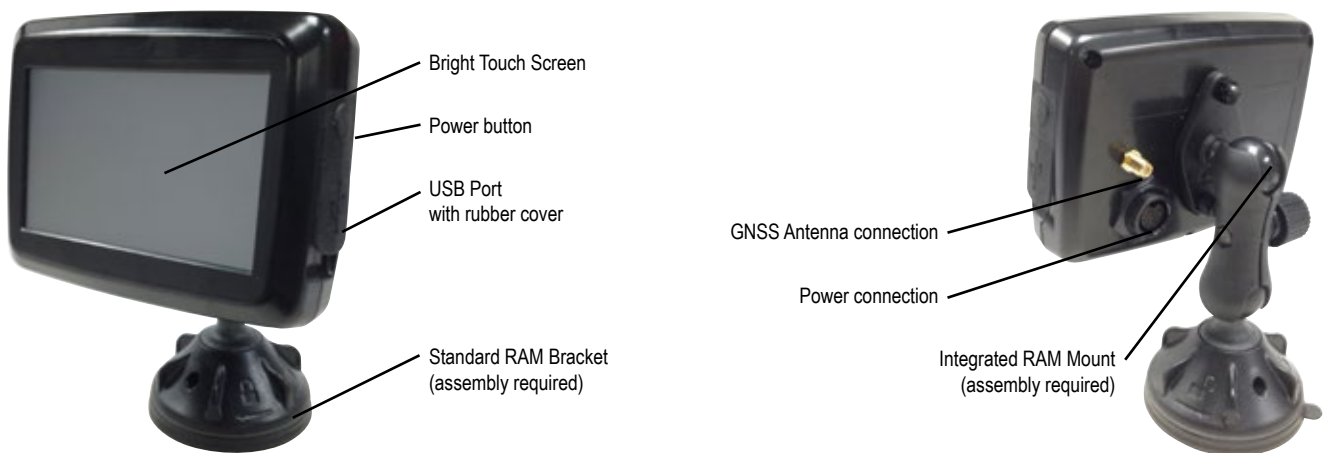 Bright Touch Screen
Power button
USB Port
with rubber cover
Standard RAM Bracket
(assembly required)
GNSS Antenna connection
Power connection
Integrated RAM Mount
(assembly required)